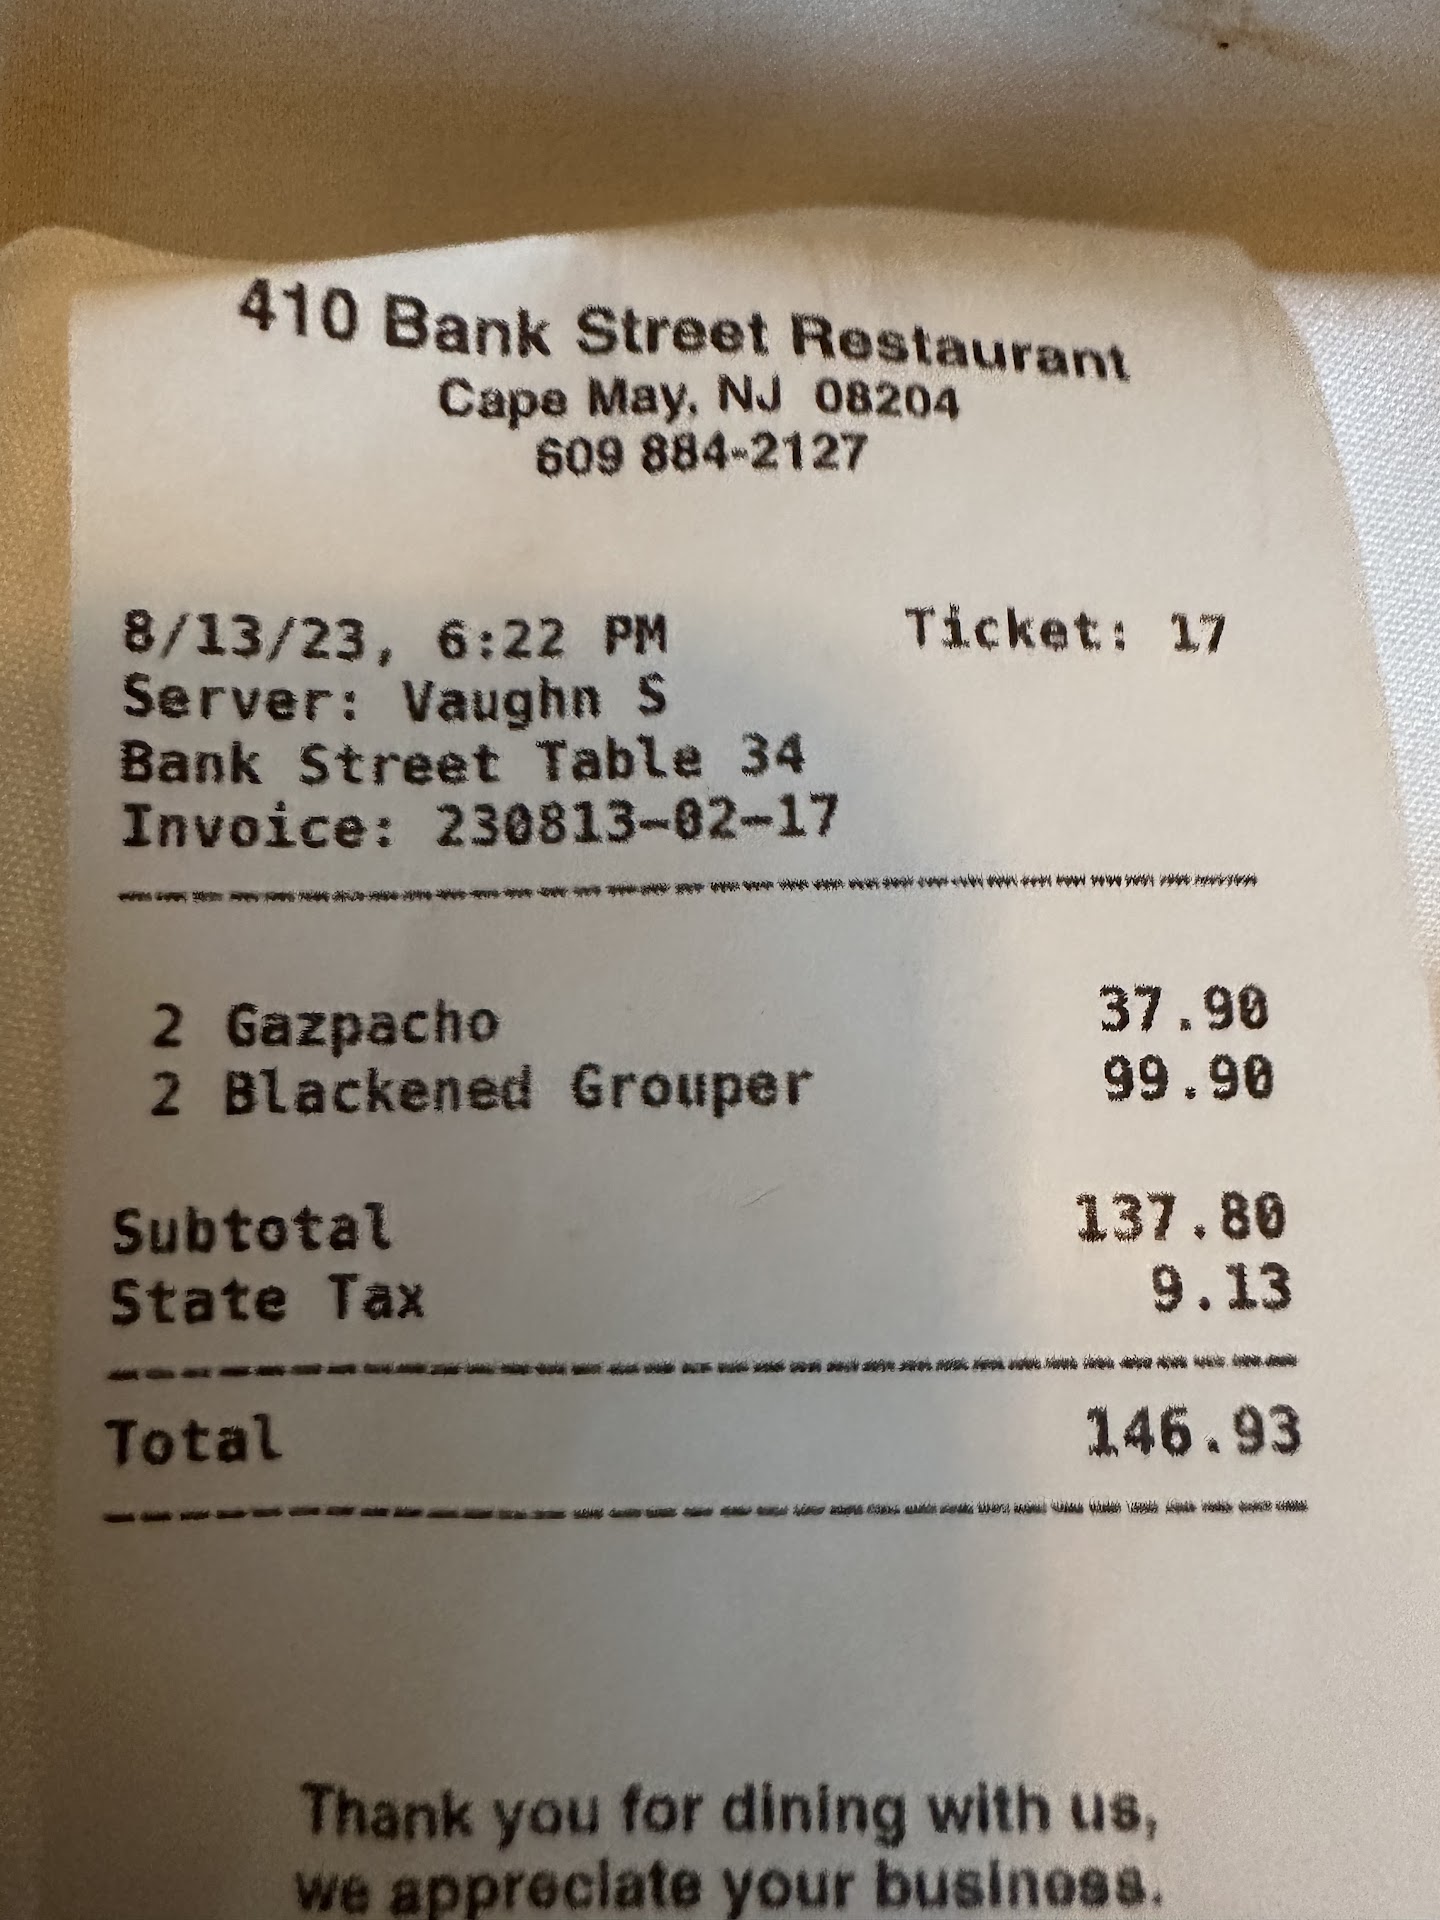 410 Bank Street Restaurant
Cape May, NJ 08204
609 884-2127
8/13/23, 6:22 PM Ticket: 17
Server: Vaughn S
Bank Street Table 34
Invoice: 230813-02-17
2 Gazpacho 37.90
2 Blackened Grouper 99.90
Subtotal 137.80
State Tax 9.13
Total 146.93
Thank you for dining with us,
we appreciate your business.